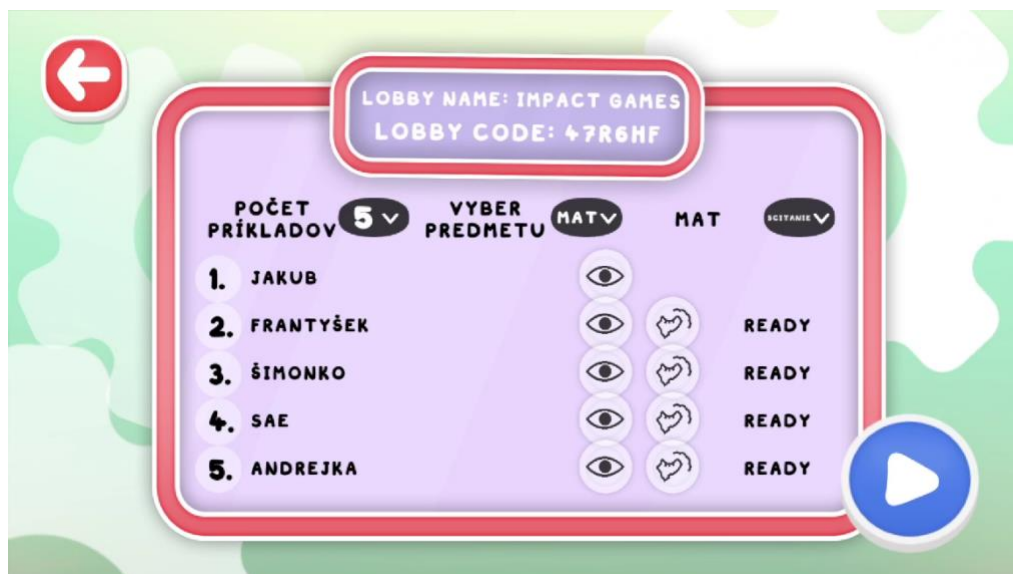 LOBBY NAME: IMPACT GAMES
LOBBY CODE: 47R6HF
POČET PRÍKLADOV 5
VYBER PREDMETU MAT
MAT SCITANIE
1. JAKUB
2. FRANTYŠEK READY
3. ŠIMONKO READY
4. SAE READY
5. ANDREJKA READY